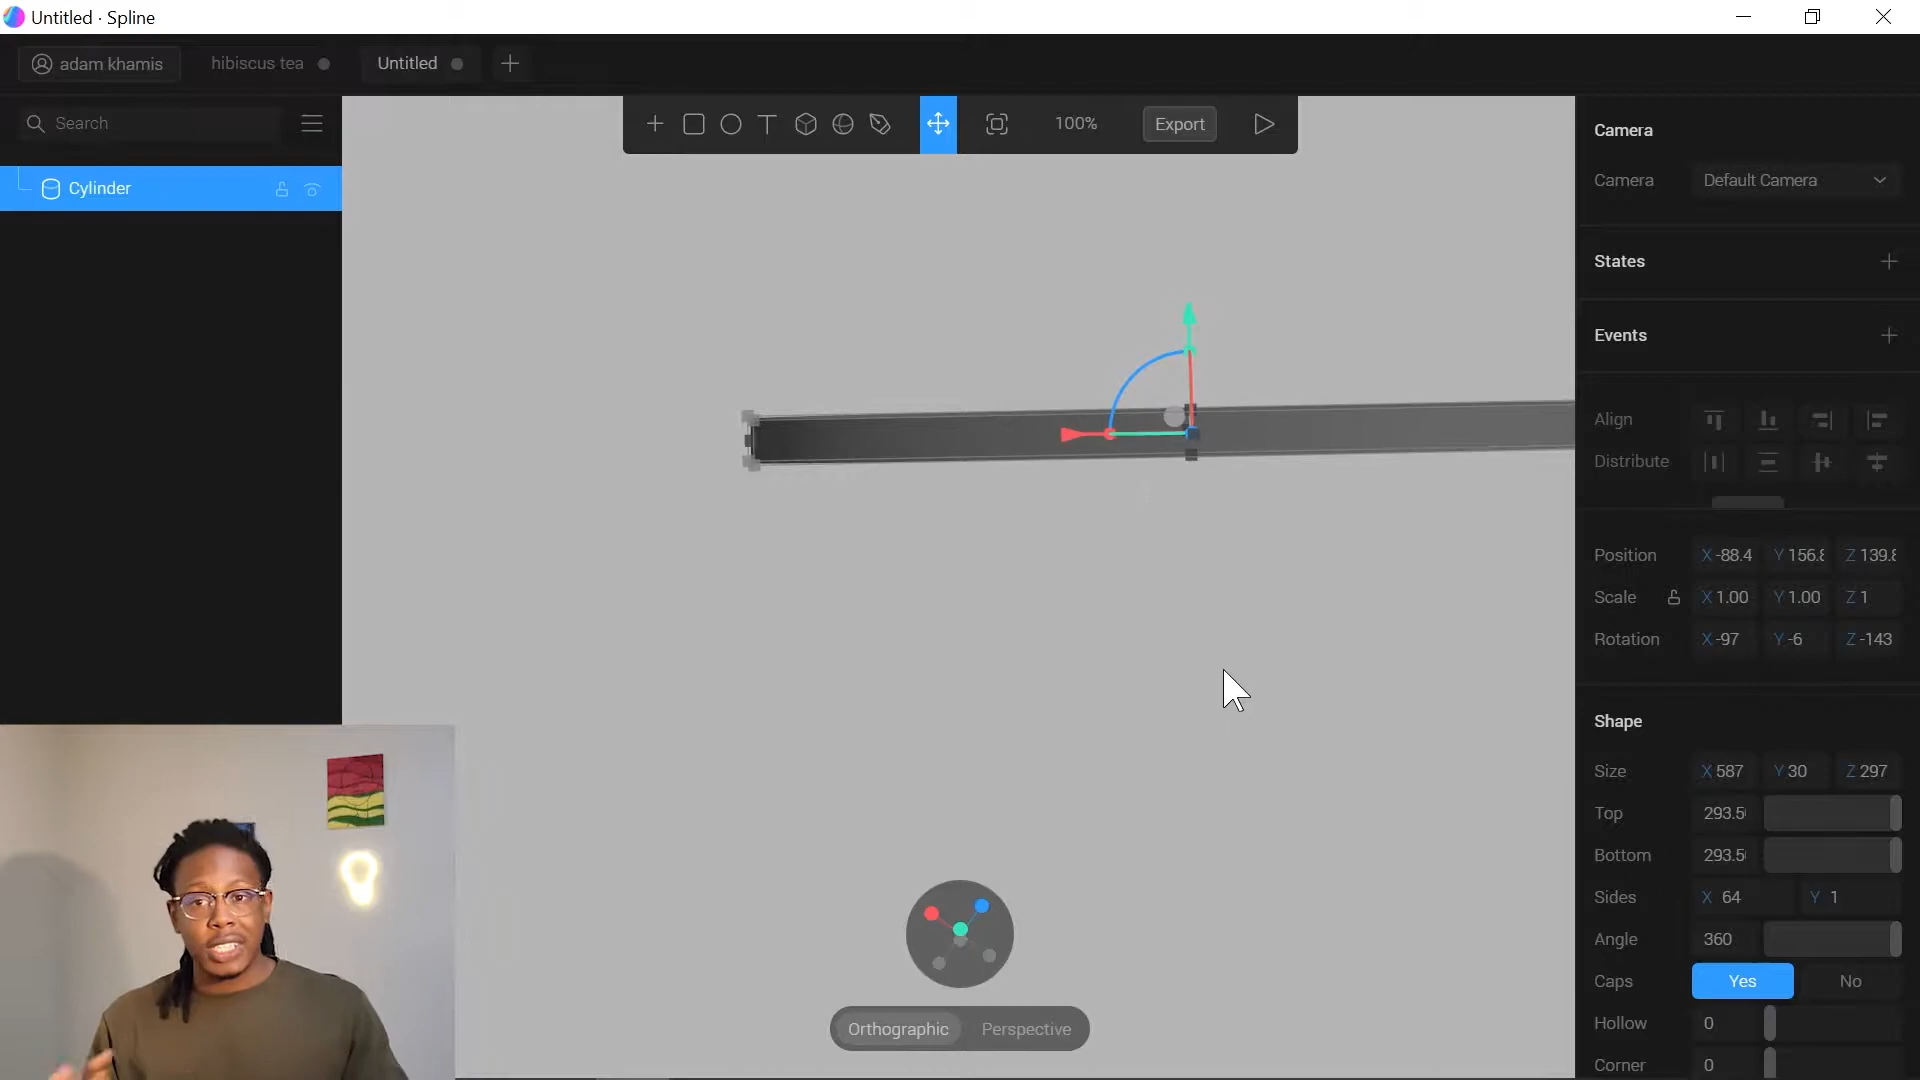 Untitled · Spline
adam khamis
hibiscus tea
Untitled
Search
100%
Export
Cylinder
Camera
Camera
Default Camera
States
Events
Align
Distribute
Position X -88.4 Y 156.8 Z 139.8
Scale X 1.00 Y 1.00 Z 1
Rotation X -97 Y -6 Z -143
Shape
Size X 587 Y 30 Z 297
Top 293.5
Bottom 293.5
Sides X 64 Y 1
Angle 360
Caps Yes No
Hollow 0
Corner 0
Orthographic Perspective